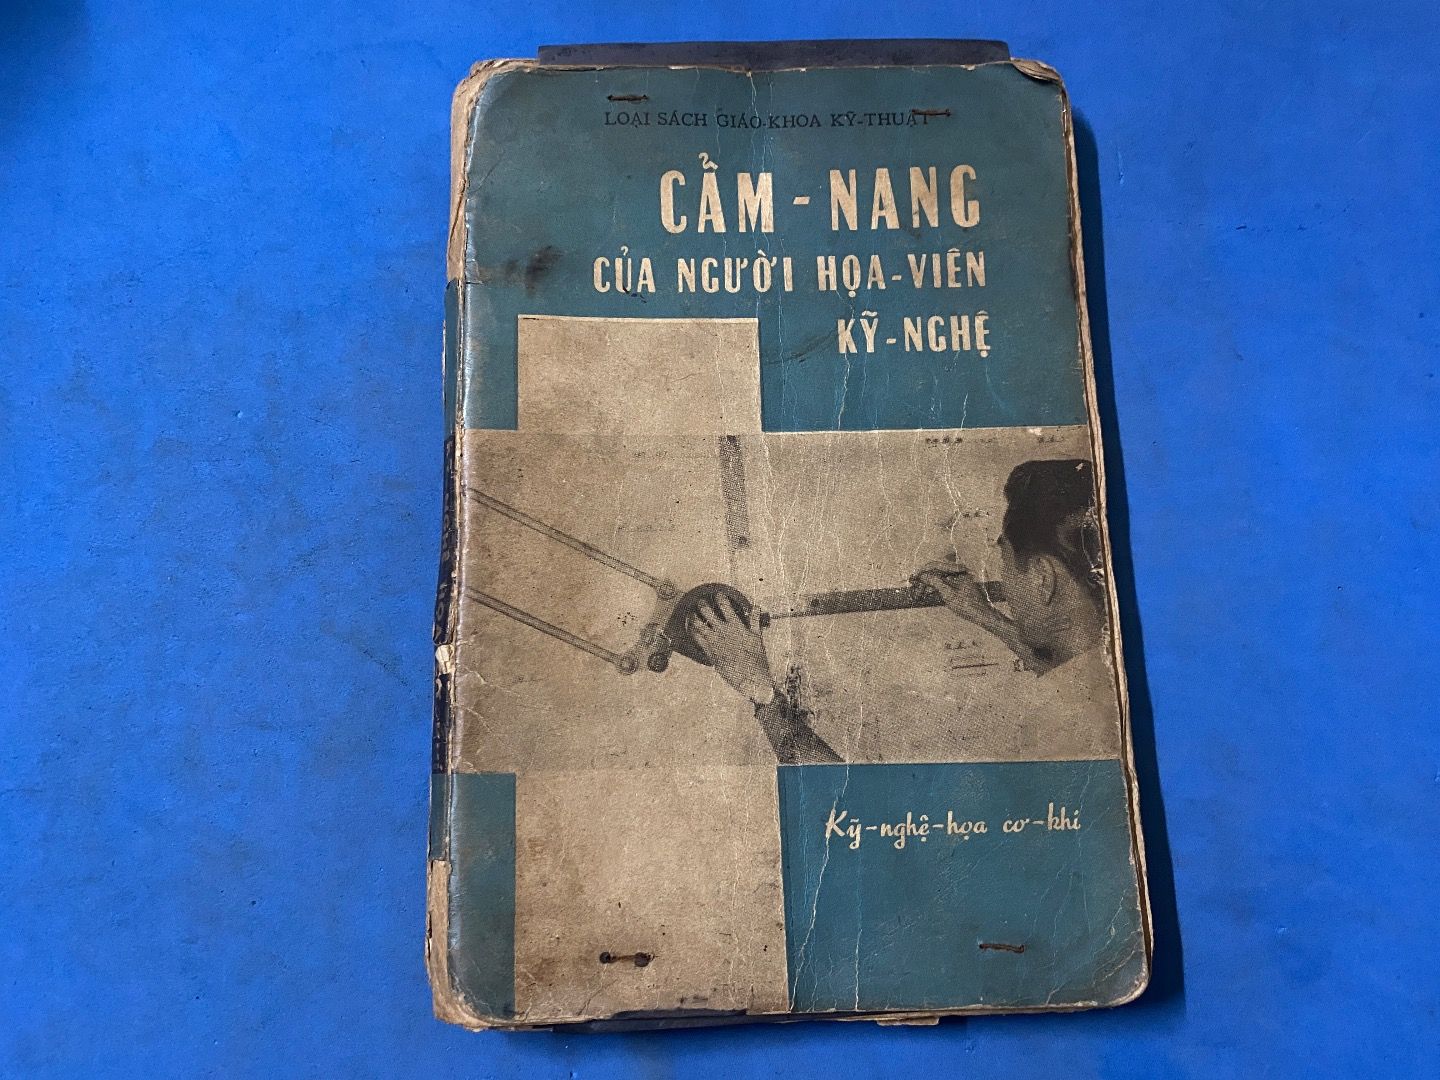 LOẠI SÁCH GIÁO-KHOA KỸ-THUẬT
CẨM - NANG
CỦA NGƯỜI HỌA-VIÊN
KỸ-NGHỆ
Kỹ-nghệ-họa cơ-khí